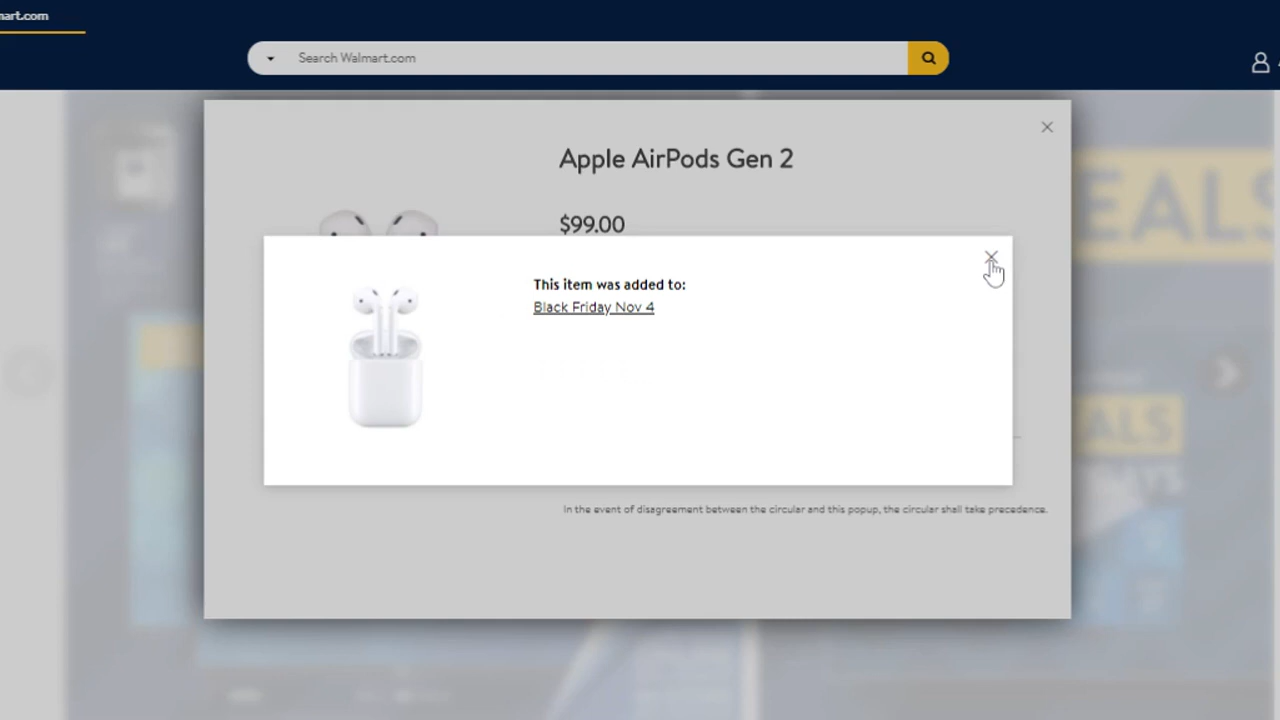 mart.com
Search Walmart.com
Apple AirPods Gen 2
$99.00
This item was added to:
Black Friday Nov 4
In the event of disagreement between the circular and this popup, the circular shall take precedence.
EALS
ALS